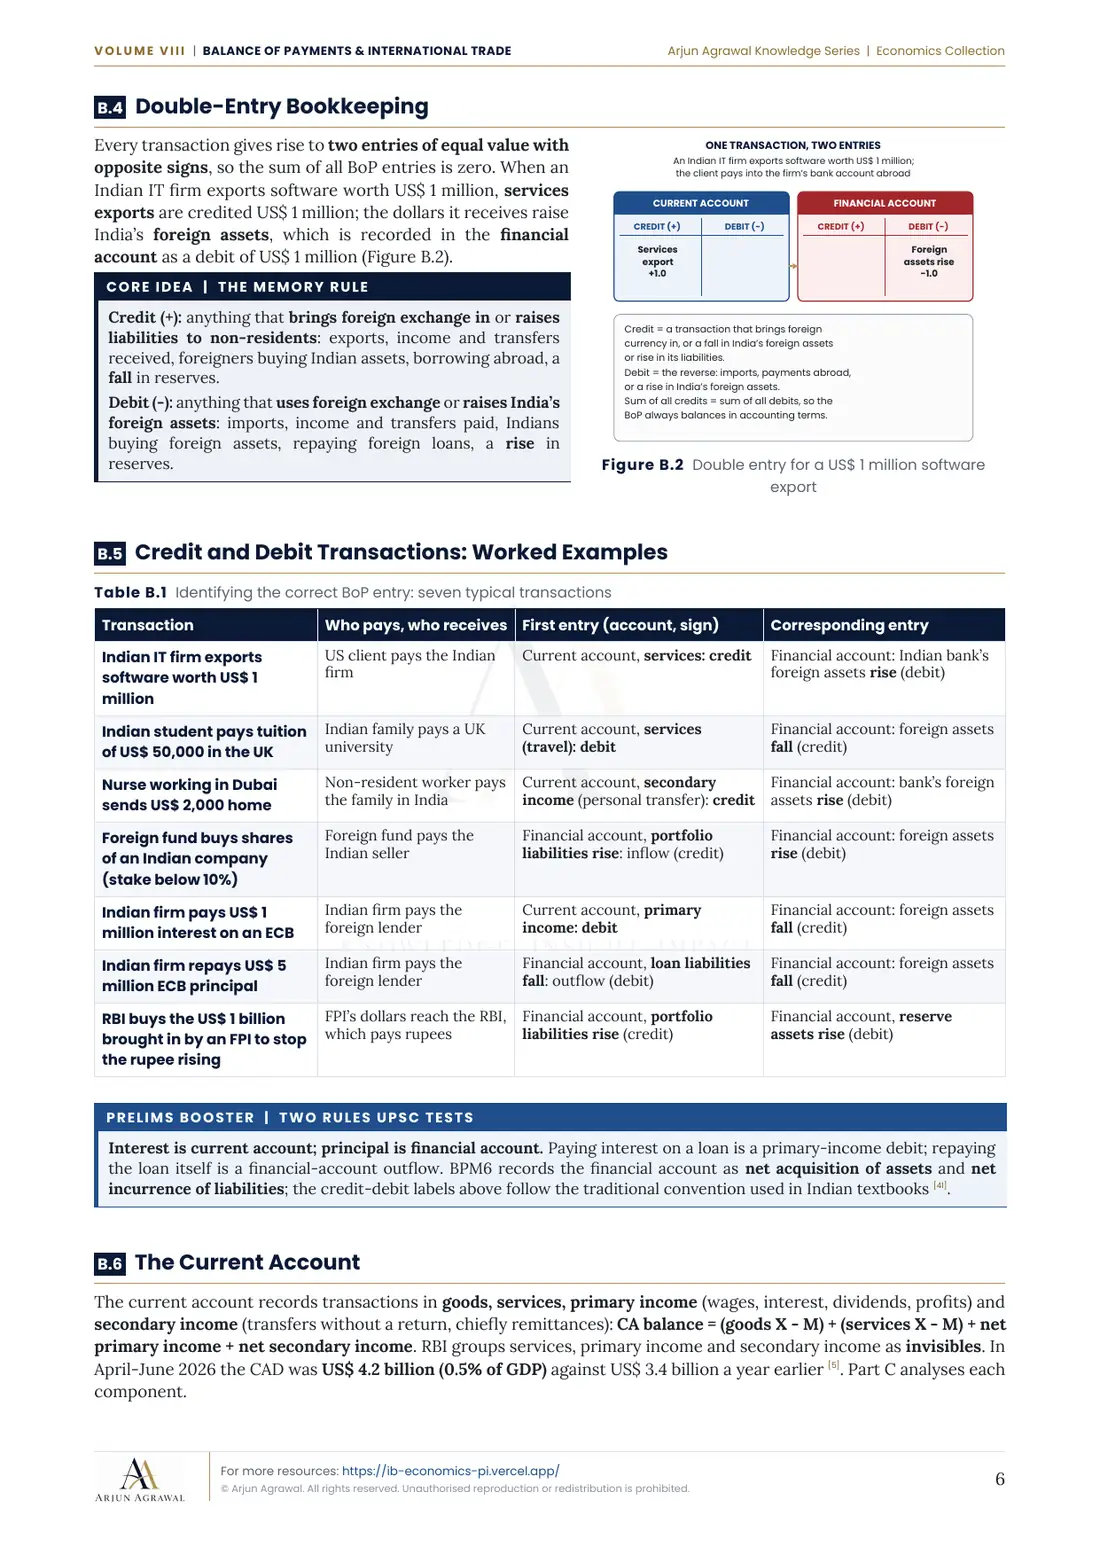 VOLUME VIII | BALANCE OF PAYMENTS & INTERNATIONAL TRADE
Arjun Agrawal Knowledge Series | Economics Collection
B.4 Double-Entry Bookkeeping
Every transaction gives rise to two entries of equal value with
opposite signs, so the sum of all BoP entries is zero. When an
Indian IT firm exports software worth US$ 1 million, services
exports are credited US$ 1 million; the dollars it receives raise
India's foreign assets, which is recorded in the financial
account as a debit of US$ 1 million (Figure B.2).
CORE IDEA | THE MEMORY RULE
Credit (+): anything that brings foreign exchange in or raises
liabilities to non-residents: exports, income and transfers
received, foreigners buying Indian assets, borrowing abroad, a
fall in reserves.
Debit (-): anything that uses foreign exchange or raises India's
foreign assets: imports, income and transfers paid, Indians
buying foreign assets, repaying foreign loans, a rise in
reserves.
ONE TRANSACTION, TWO ENTRIES
An Indian IT firm exports software worth US$ 1 million;
the client pays into the firm's bank account abroad
CURRENT ACCOUNT
CREDIT (+) DEBIT (-)
Services
export
+1.0
FINANCIAL ACCOUNT
CREDIT (+) DEBIT (-)
Foreign
assets rise
-1.0
Credit = a transaction that brings foreign
currency in, or a fall in India's foreign assets
or rise in its liabilities.
Debit = the reverse: imports, payments abroad,
or a rise in India's foreign assets.
Sum of all credits = sum of all debits, so the
BoP always balances in accounting terms.
Figure B.2 Double entry for a US$ 1 million software
export
B.5 Credit and Debit Transactions: Worked Examples
Table B.1 Identifying the correct BoP entry: seven typical transactions
Transaction
Who pays, who receives
First entry (account, sign)
Corresponding entry
Indian IT firm exports
software worth US$ 1
million
US client pays the Indian
firm
Current account, services: credit
Financial account: Indian bank's
foreign assets rise (debit)
Indian student pays tuition
of US$ 50,000 in the UK
Indian family pays a UK
university
Current account, services
(travel): debit
Financial account: foreign assets
fall (credit)
Nurse working in Dubai
sends US$ 2,000 home
Non-resident worker pays
the family in India
Current account, secondary
income (personal transfer): credit
Financial account: bank's foreign
assets rise (debit)
Foreign fund buys shares
of an Indian company
(stake below 10%)
Foreign fund pays the
Indian seller
Financial account, portfolio
liabilities rise: inflow (credit)
Financial account: foreign assets
rise (debit)
Indian firm pays US$ 1
million interest on an ECB
Indian firm pays the
foreign lender
Current account, primary
income: debit
Financial account: foreign assets
fall (credit)
Indian firm repays US$ 5
million ECB principal
Indian firm pays the
foreign lender
Financial account, loan liabilities
fall: outflow (debit)
Financial account: foreign assets
fall (credit)
RBI buys the US$ 1 billion
brought in by an FPI to stop
the rupee rising
FPI's dollars reach the RBI,
which pays rupees
Financial account, portfolio
liabilities rise (credit)
Financial account, reserve
assets rise (debit)
PRELIMS BOOSTER | TWO RULES UPSC TESTS
Interest is current account; principal is financial account. Paying interest on a loan is a primary-income debit; repaying
the loan itself is a financial-account outflow. BPM6 records the financial account as net acquisition of assets and net
incurrence of liabilities; the credit-debit labels above follow the traditional convention used in Indian textbooks [41].
B.6 The Current Account
The current account records transactions in goods, services, primary income (wages, interest, dividends, profits) and
secondary income (transfers without a return, chiefly remittances): CA balance = (goods X - M) + (services X - M) + net
primary income + net secondary income. RBI groups services, primary income and secondary income as invisibles. In
April-June 2026 the CAD was US$ 4.2 billion (0.5% of GDP) against US$ 3.4 billion a year earlier [5]. Part C analyses each
component.
ARJUN AGRAWAL
For more resources: https://ib-economics-pi.vercel.app/
© Arjun Agrawal. All rights reserved. Unauthorised reproduction or redistribution is prohibited.
6